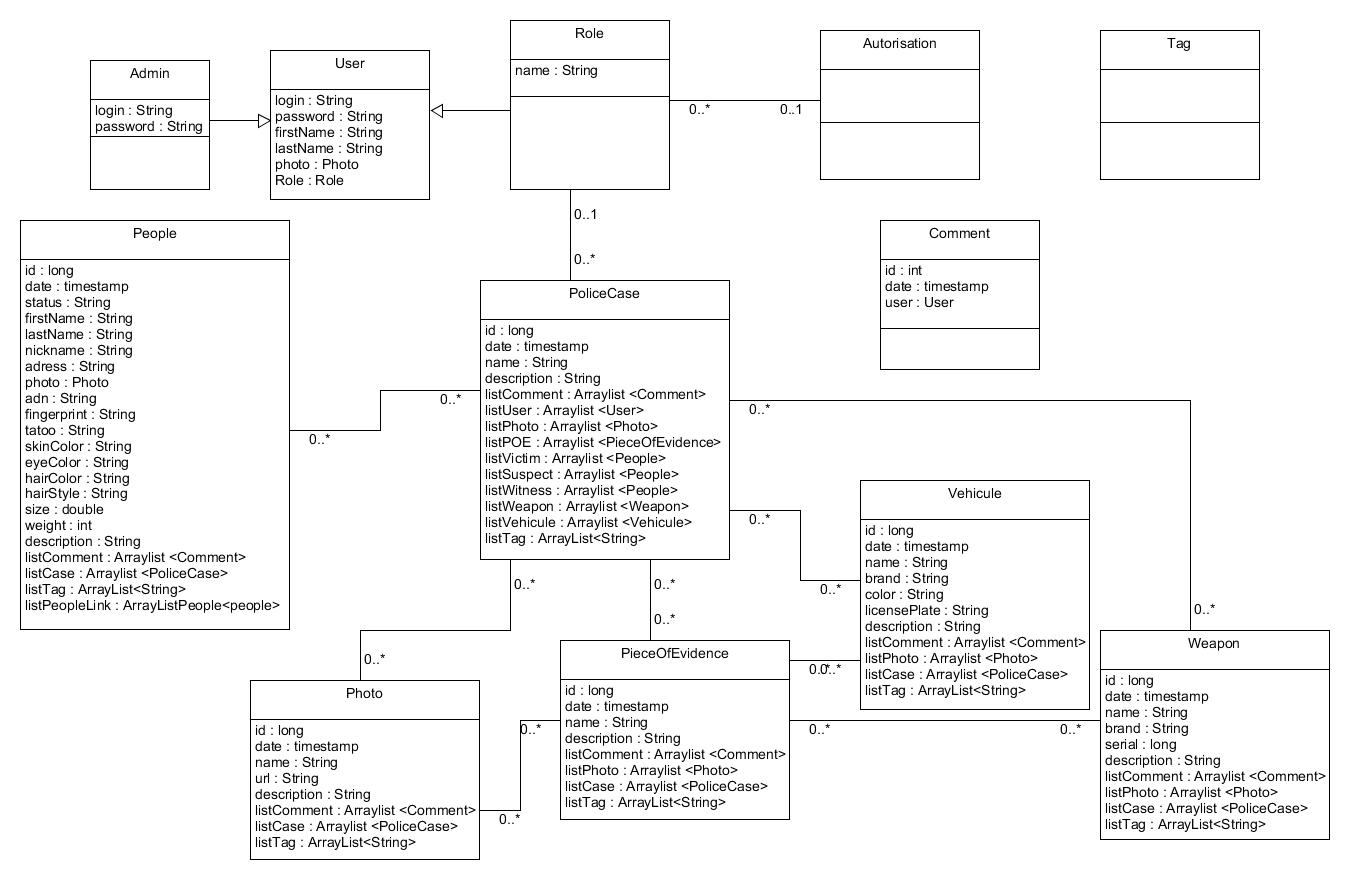 Admin
login : String
password : String
User
login : String
password : String
firstName : String
lastName : String
photo : Photo
Role : Role
Role
name : String
0..*
0..1
Autorisation
Tag
0..1
0..*
People
id : long
date : timestamp
status : String
firstName : String
lastName : String
nickname : String
adress : String
photo : Photo
adn : String
fingerprint : String
tatoo : String
skinColor : String
eyeColor : String
hairColor : String
hairStyle : String
size : double
weight : int
description : String
listComment : Arraylist <Comment>
listCase : Arraylist <PoliceCase>
listTag : ArrayList<String>
listPeopleLink : ArrayListPeople<people>
0..*
0..*
PoliceCase
id : long
date : timestamp
name : String
description : String
listComment : Arraylist <Comment>
listUser : Arraylist <User>
listPhoto : Arraylist <Photo>
listPOE : Arraylist <PieceOfEvidence>
listVictim : Arraylist <People>
listSuspect : Arraylist <People>
listWitness : Arraylist <People>
listWeapon : Arraylist <Weapon>
listVehicule : Arraylist <Vehicule>
listTag : ArrayList<String>
Comment
id : int
date : timestamp
user : User
0..*
0..*
0..*
0..*
Vehicule
id : long
date : timestamp
name : String
brand : String
color : String
licensePlate : String
description : String
listComment : Arraylist <Comment>
listPhoto : Arraylist <Photo>
listCase : Arraylist <PoliceCase>
listTag : ArrayList<String>
0..*
0..*
0..*
0..*
Photo
id : long
date : timestamp
name : String
url : String
description : String
listComment : Arraylist <Comment>
listCase : Arraylist <PoliceCase>
listTag : ArrayList<String>
0..*
0..*
PieceOfEvidence
id : long
date : timestamp
name : String
description : String
listComment : Arraylist <Comment>
listPhoto : Arraylist <Photo>
listCase : Arraylist <PoliceCase>
listTag : ArrayList<String>
0..*
0..*
0..*
0..*
Weapon
id : long
date : timestamp
name : String
brand : String
serial : long
description : String
listComment : Arraylist <Comment>
listPhoto : Arraylist <Photo>
listCase : Arraylist <PoliceCase>
listTag : ArrayList<String>